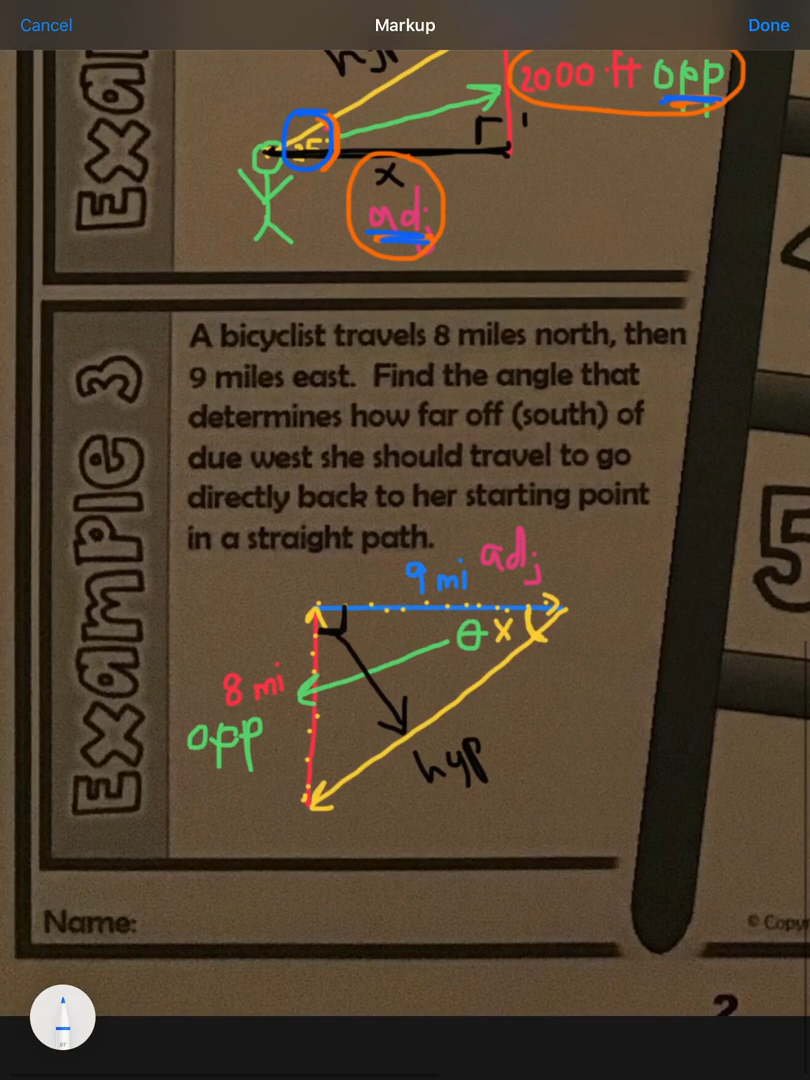 Cancel
Markup
Done
hyp
2000 ft opp
x
adj
A bicyclist travels 8 miles north, then
9 miles east. Find the angle that
determines how far off (south) of
due west she should travel to go
directly back to her starting point
in a straight path.
Example 3
9 mi adj
θ x
8 mi
opp
hyp
5
Name:
2